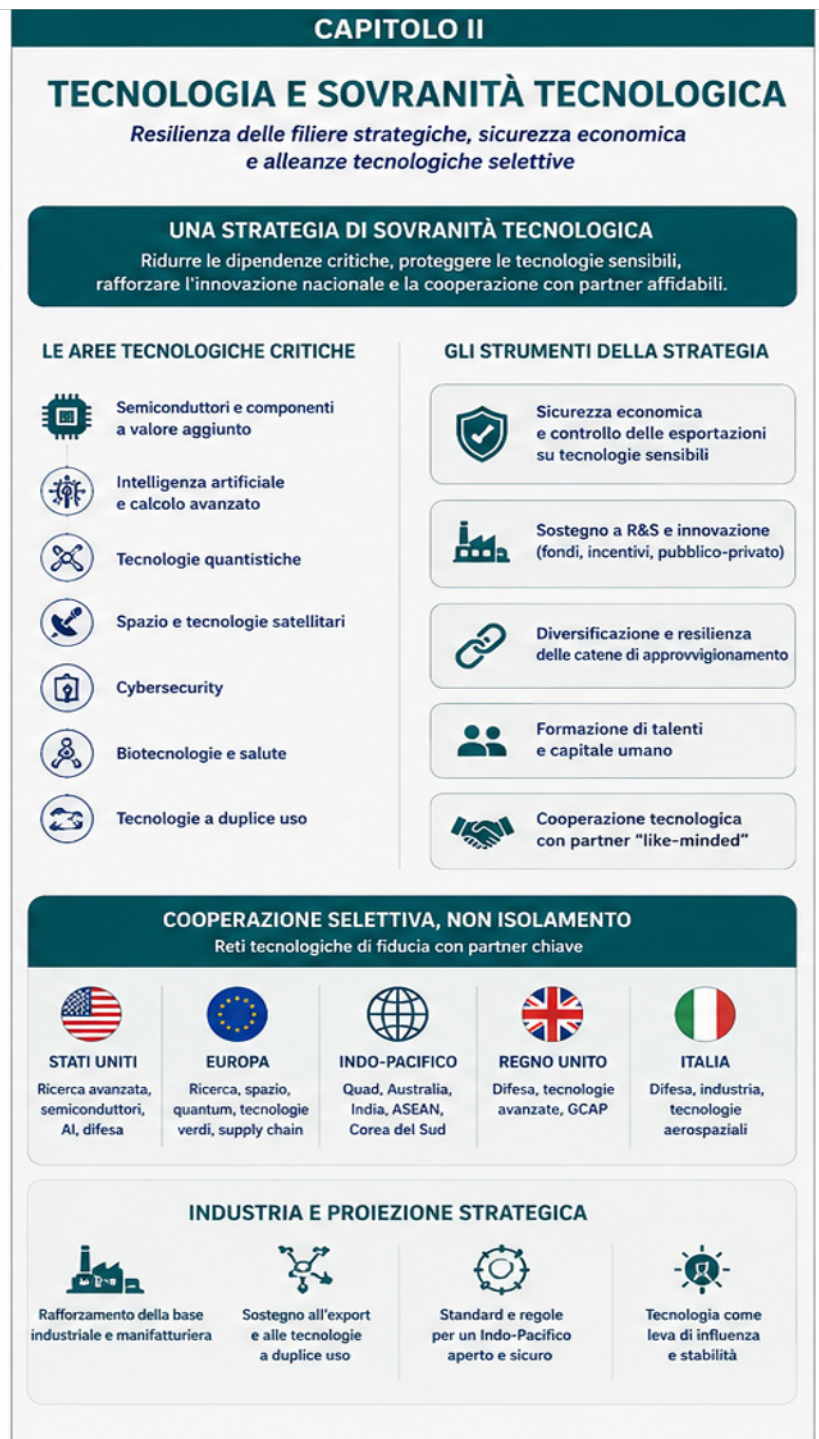 CAPITOLO II
TECNOLOGIA E SOVRANITÀ TECNOLOGICA
Resilienza delle filiere strategiche, sicurezza economica
e alleanze tecnologiche selettive
UNA STRATEGIA DI SOVRANITÀ TECNOLOGICA
Ridurre le dipendenze critiche, proteggere le tecnologie sensibili,
rafforzare l'innovazione nazionale e la cooperazione con partner affidabili.
LE AREE TECNOLOGICHE CRITICHE
Semiconduttori e componenti
a valore aggiunto
Intelligenza artificiale
e calcolo avanzato
Tecnologie quantistiche
Spazio e tecnologie satellitari
Cybersecurity
Biotecnologie e salute
Tecnologie a duplice uso
GLI STRUMENTI DELLA STRATEGIA
Sicurezza economica
e controllo delle esportazioni
su tecnologie sensibili
Sostegno a R&S e innovazione
(fondi, incentivi, pubblico-privato)
Diversificazione e resilienza
delle catene di approvvigionamento
Formazione di talenti
e capitale umano
Cooperazione tecnologica
con partner "like-minded"
COOPERAZIONE SELETTIVA, NON ISOLAMENTO
Reti tecnologiche di fiducia con partner chiave
STATI UNITI
Ricerca avanzata,
semiconduttori,
AI, difesa
EUROPA
Ricerca, spazio,
quantum, tecnologie
verdi, supply chain
INDO-PACIFICO
Quad, Australia,
India, ASEAN,
Corea del Sud
REGNO UNITO
Difesa, tecnologie
avanzate, GCAP
ITALIA
Difesa, industria,
tecnologie
aerospaziali
INDUSTRIA E PROIEZIONE STRATEGICA
Rafforzamento della base
industriale e manifatturiera
Sostegno all'export
e alle tecnologie
a duplice uso
Standard e regole
per un Indo-Pacifico
aperto e sicuro
Tecnologia come
leva di influenza
e stabilità